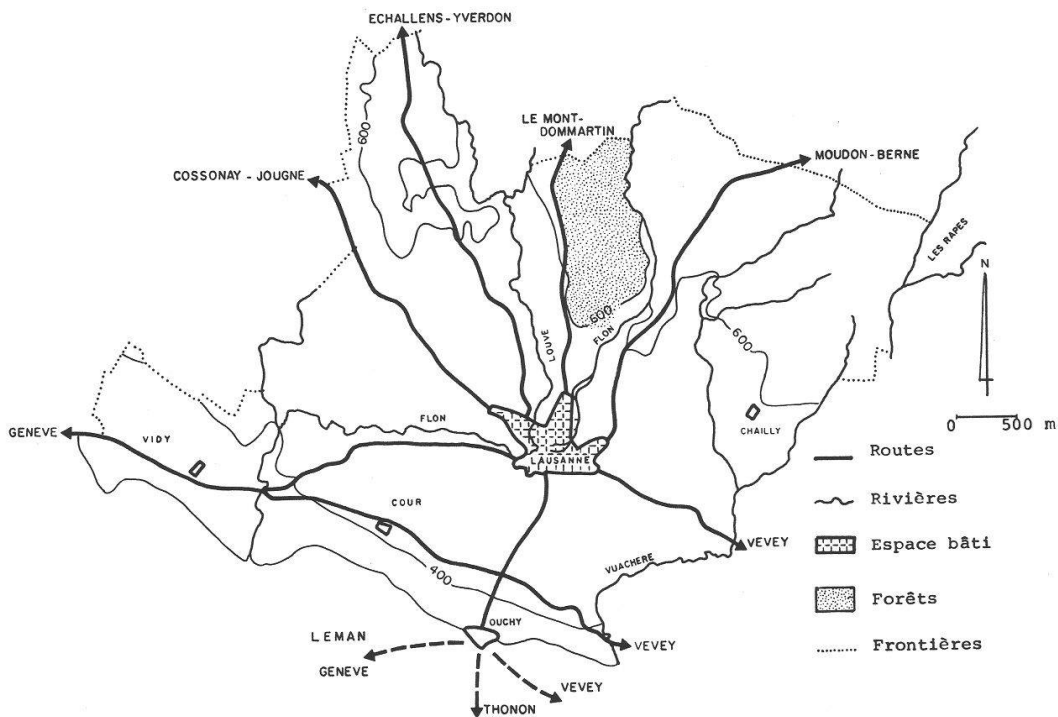 ECHALLENS-YVERDON
LE MONT-
DOMMARTIN
MOUDON-BERNE
COSSONAY - JOUGNE
600
LES RAPES
N
600
LOUVE
FLON
600
FLON
CHAILLY
0 500 m
GENEVE
VIDY
LAUSANNE
Routes
COUR
Rivières
VEVEY
Espace bâti
400
VUACHERE
Forêts
OUCHY
LEMAN
VEVEY
Frontières
GENEVE
VEVEY
THONON